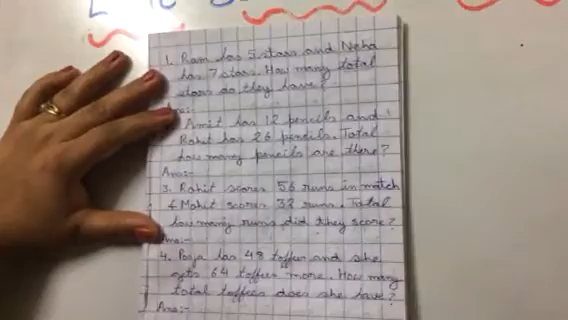 1. Ram has 5 stars and Neha
has 7 stars. How many total
stars do they have?
Ans:-
Amit has 12 pencils and
Rohit has 26 pencils. Total
how many pencils are there?
Ans:-
3. Rohit scores 56 runs in match
& Mohit scores 32 runs. Total
how many runs did they score?
Ans:-
4. Pooja has 48 toffees and she
gets 64 toffees more. How many
total toffees does she have?
Ans:-